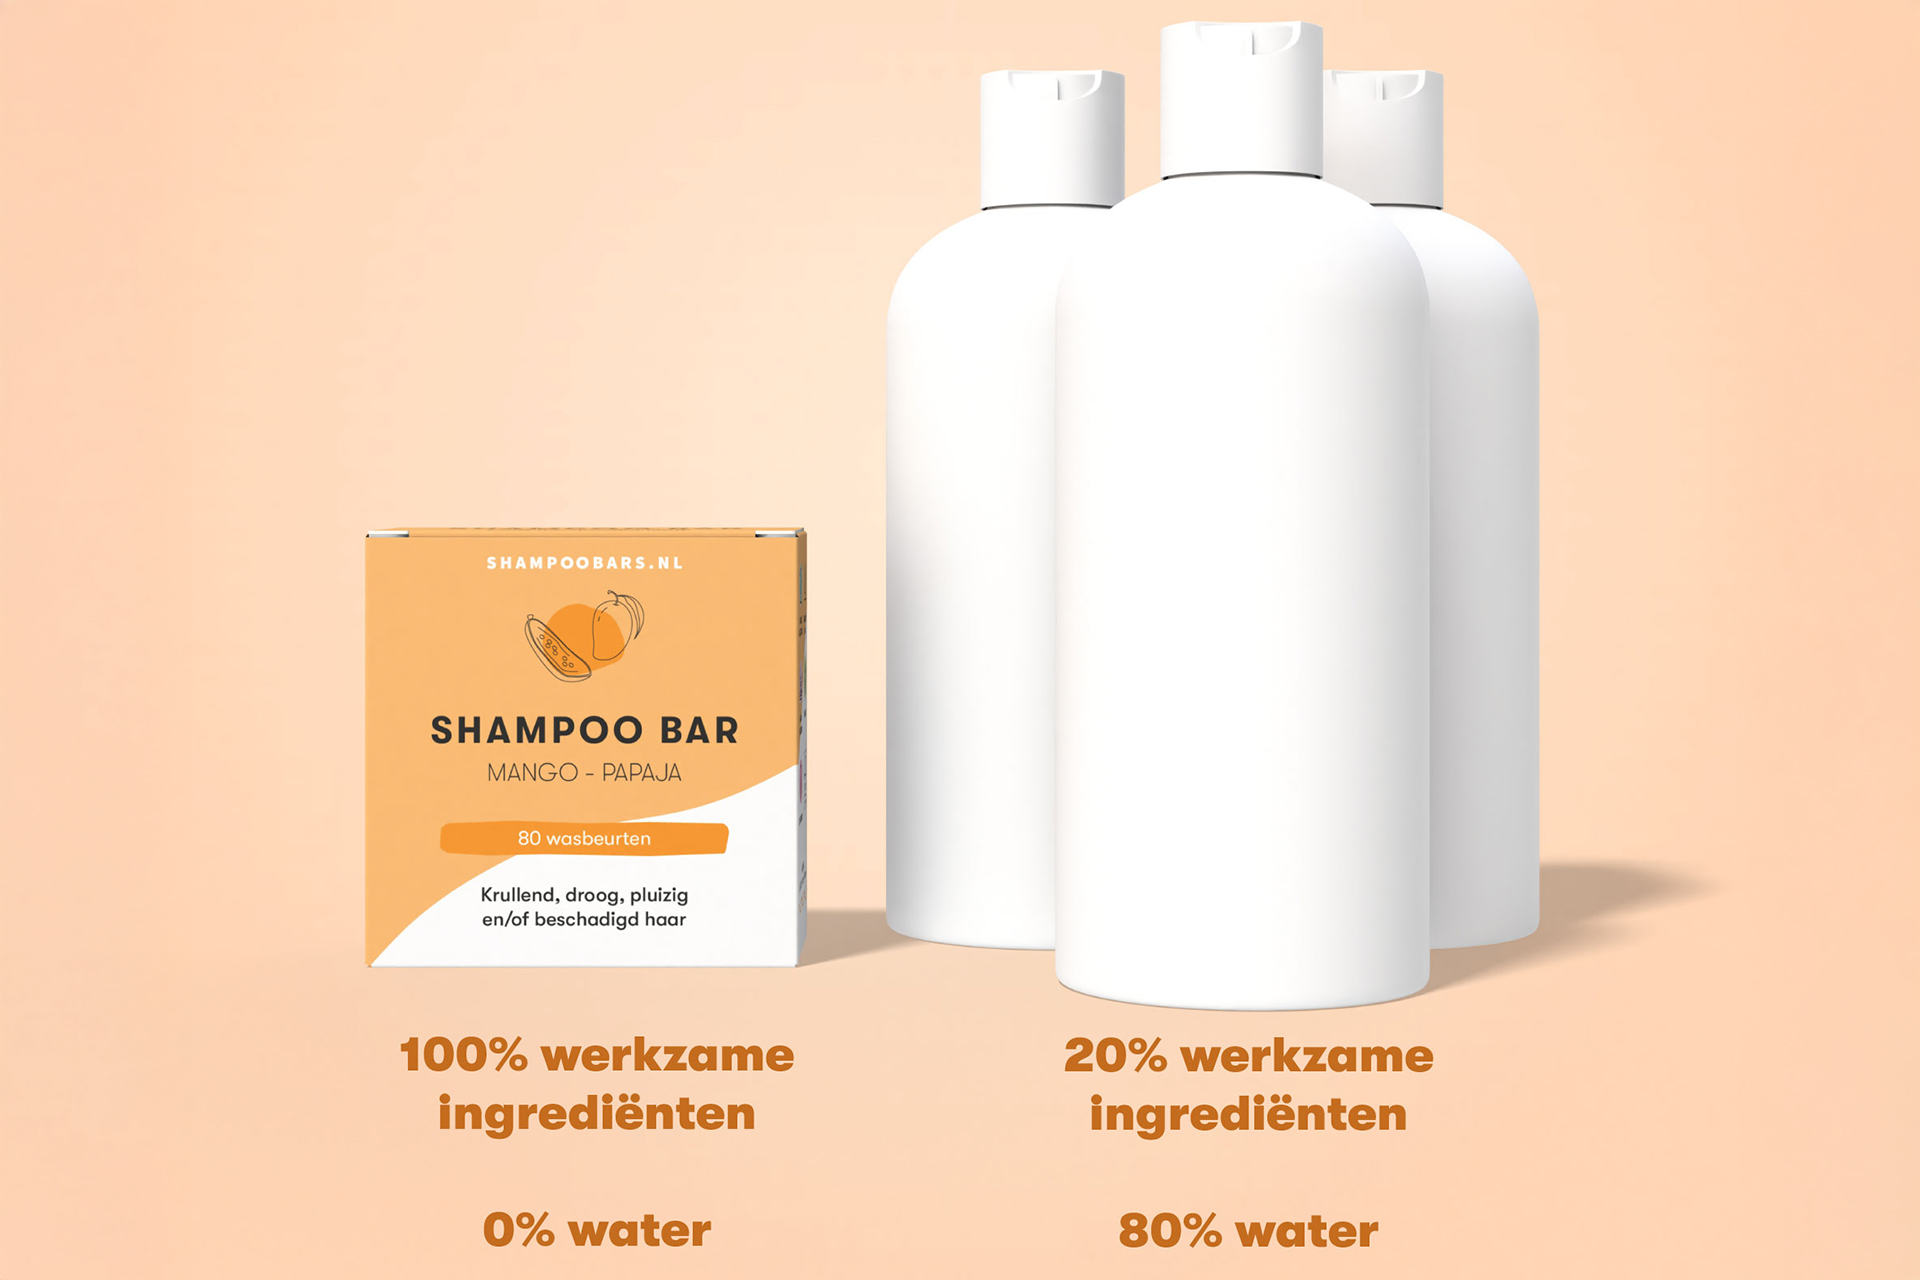 SHAMPOOBARS.NL
SHAMPOO BAR
MANGO - PAPAJA
80 wasbeurten
Krullend, droog, pluizig
en/of beschadigd haar
100% werkzame
ingrediënten
0% water
20% werkzame
ingrediënten
80% water